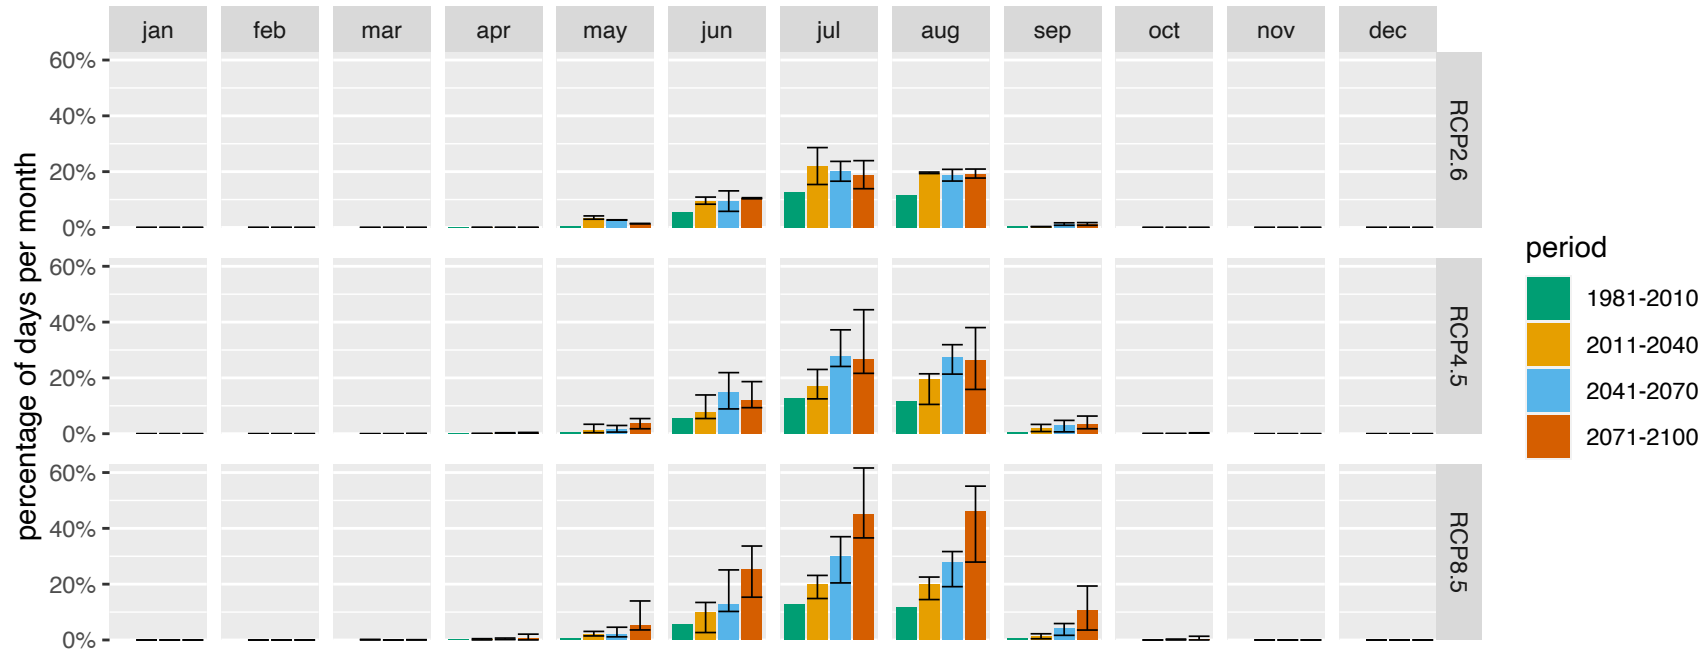 jan feb mar apr may jun jul aug sep oct nov dec
percentage of days per month
60%
40%
20%
0%
RCP2.6
60%
40%
20%
0%
RCP4.5
60%
40%
20%
0%
RCP8.5
period
1981-2010
2011-2040
2041-2070
2071-2100